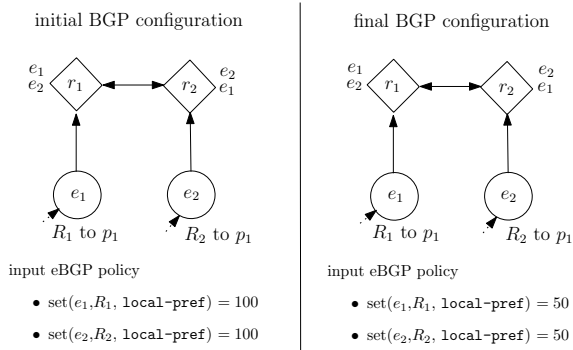 initial BGP configuration
e₁
e₂
r₁
r₂
e₂
e₁
e₁
e₂
R₁ to p₁
R₂ to p₁
input eBGP policy
• set(e₁,R₁, local-pref) = 100
• set(e₂,R₂, local-pref) = 100
final BGP configuration
e₁
e₂
r₁
r₂
e₂
e₁
e₁
e₂
R₁ to p₁
R₂ to p₁
input eBGP policy
• set(e₁,R₁, local-pref) = 50
• set(e₂,R₂, local-pref) = 50